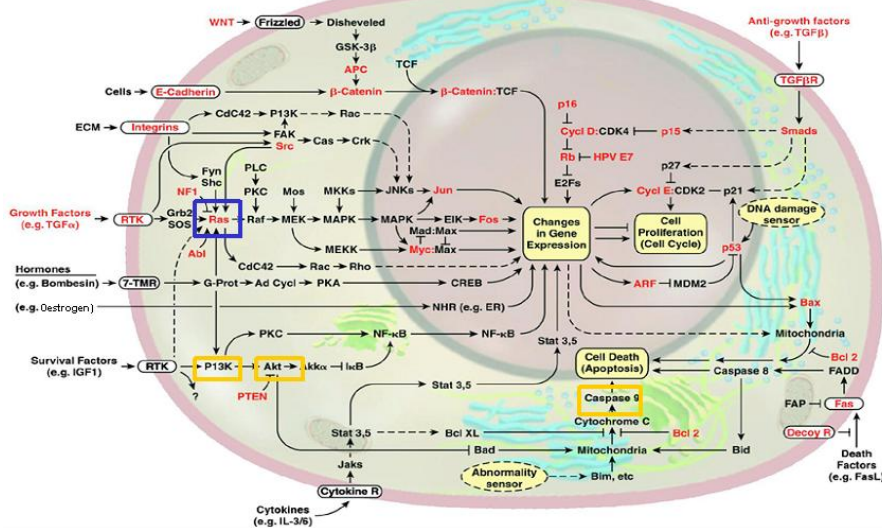 WNT Frizzled Disheveled
GSK-3β
APC
TCF
Cells E-Cadherin β-Catenin β-Catenin:TCF
ECM Integrins
CdC42 P13K Rac
FAK
Src Cas Crk
Fyn
Shc
NF1
PLC
PKC
Mos
MKKs JNKs Jun
Growth Factors
(e.g. TGFα)
RTK
Grb2
SOS
Ras Raf MEK MAPK MAPK ElK Fos
Mad:Max
MEKK Myc:Max
Abl
CdC42 Rac Rho
Hormones
(e.g. Bombesin) 7-TMR G-Prot Ad Cycl PKA CREB
(e.g. Oestrogen) NHR (e.g. ER)
PKC NF-κB NF-κB
Survival Factors
(e.g. IGF1)
RTK P13K Akt Akkα IκB
?
PTEN
Stat 3,5
Stat 3,5
Stat 3,5 Bcl XL
Bad
Jaks
Cytokine R
Cytokines
(e.g. IL-3/6)
Changes
in Gene
Expression
p16
Cyclin D:CDK4 p15
Rb HPV E7
E2Fs
p27
Cycl E:CDK2 p21
Cell
Proliferation
(Cell Cycle)
DNA damage
sensor
p53
ARF MDM2
Bax
Mitochondria
Bcl 2
Cell Death
(Apoptosis)
Caspase 8 FADD
Caspase 9
Cytochrome C
Bcl 2
Mitochondria Bid
Abnormality
sensor
Bim, etc
FAP Fas
Decoy R
Death
Factors
(e.g. FasL)
Anti-growth factors
(e.g. TGFβ)
TGFβR
Smads